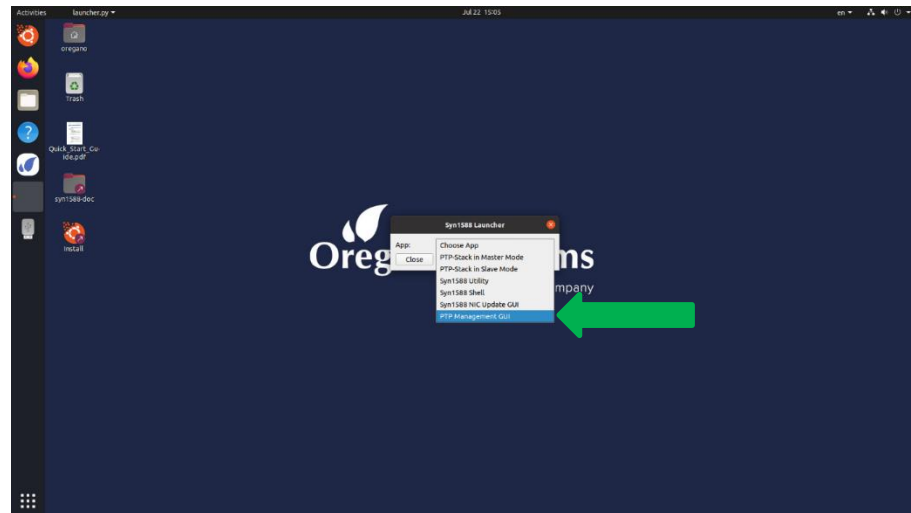 Activities
launcher.py
Jul 22 15:05
en
oregano
Trash
Quick_Start_Gu-
ide.pdf
syn1588-doc
Install
Oreg
ms
mpany
Syn1588 Launcher
App:
Close
Choose App
PTP-Stack in Master Mode
PTP-Stack in Slave Mode
Syn1588 Utility
Syn1588 Shell
Syn1588 NIC Update GUI
PTP Management GUI